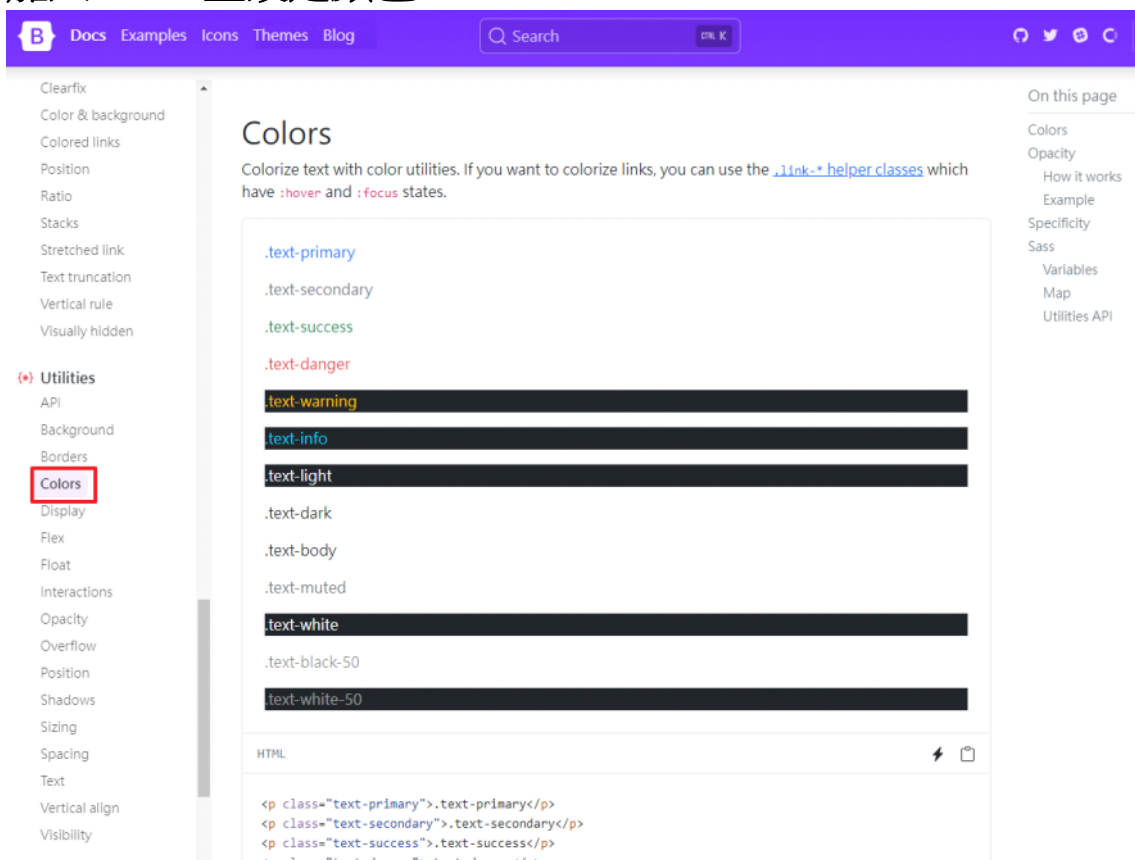 B Docs Examples Icons Themes Blog
Search CTRL K
Clearfix
Color & background
Colored links
Position
Ratio
Stacks
Stretched link
Text truncation
Vertical rule
Visually hidden
Utilities
API
Background
Borders
Colors
Display
Flex
Float
Interactions
Opacity
Overflow
Position
Shadows
Sizing
Spacing
Text
Vertical align
Visibility
Colors
Colorize text with color utilities. If you want to colorize links, you can use the .link-* helper classes which
have :hover and :focus states.
.text-primary
.text-secondary
.text-success
.text-danger
.text-warning
.text-info
.text-light
.text-dark
.text-body
.text-muted
.text-white
.text-black-50
.text-white-50
HTML
<p class="text-primary">.text-primary</p>
<p class="text-secondary">.text-secondary</p>
<p class="text-success">.text-success</p>
On this page
Colors
Opacity
How it works
Example
Specificity
Sass
Variables
Map
Utilities API